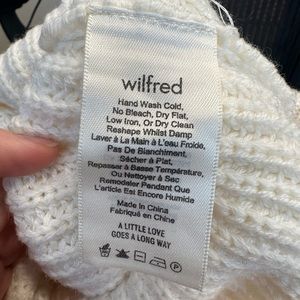 wilfred
Hand Wash Cold,
No Bleach, Dry Flat,
Low Iron, Or Dry Clean
Reshape Whilst Damp
Laver à La Main à L'eau Froide,
Pas De Blanchiment,
Sécher à Plat,
Repasser à Basse Température,
Ou Nettoyer à Sec
Remodeler Pendant Que
L'article Est Encore Humide
Made in China
Fabriqué en Chine
A LITTLE LOVE
GOES A LONG WAY
P